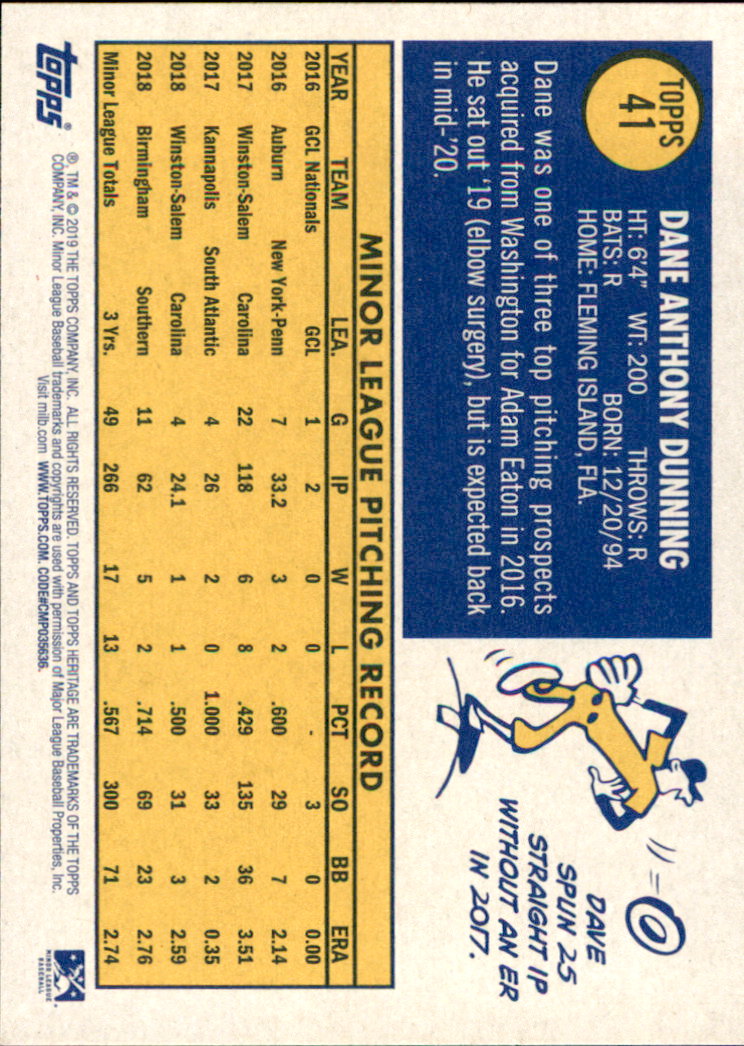 TOPPS
41
DANE ANTHONY DUNNING
HT: 6'4" WT: 200 THROWS: R
BATS: R BORN: 12/20/94
HOME: FLEMING ISLAND, FLA.
Dane was one of three top pitching prospects
acquired from Washington for Adam Eaton in 2016.
He sat out '19 (elbow surgery), but is expected back
in mid-'20.
DAVE
SPUN 25
STRAIGHT IP
WITHOUT AN ER
IN 2017.
MINOR LEAGUE PITCHING RECORD
YEAR TEAM LEA. G IP W L PCT SO BB ERA
2016 GCL Nationals GCL 1 2 0 0 - 3 0 0.00
2016 Auburn New York-Penn 7 33.2 3 2 .600 29 7 2.14
2017 Winston-Salem Carolina 22 118 6 8 .429 135 36 3.51
2017 Kannapolis South Atlantic 4 26 2 0 1.000 33 2 0.35
2018 Winston-Salem Carolina 4 24.1 1 1 .500 31 3 2.59
2018 Birmingham Southern 11 62 5 2 .714 69 23 2.76
Minor League Totals 3 Yrs. 49 266 17 13 .567 300 71 2.74
topps®
®, TM & © 2019 THE TOPPS COMPANY, INC. ALL RIGHTS RESERVED. TOPPS AND TOPPS HERITAGE ARE TRADEMARKS OF THE TOPPS
COMPANY, INC. Minor League Baseball trademarks and copyrights are used with permission of Major League Baseball Properties, Inc.
Visit milb.com WWW.TOPPS.COM. CODE#CMP035636.
MINOR LEAGUE
BASEBALL